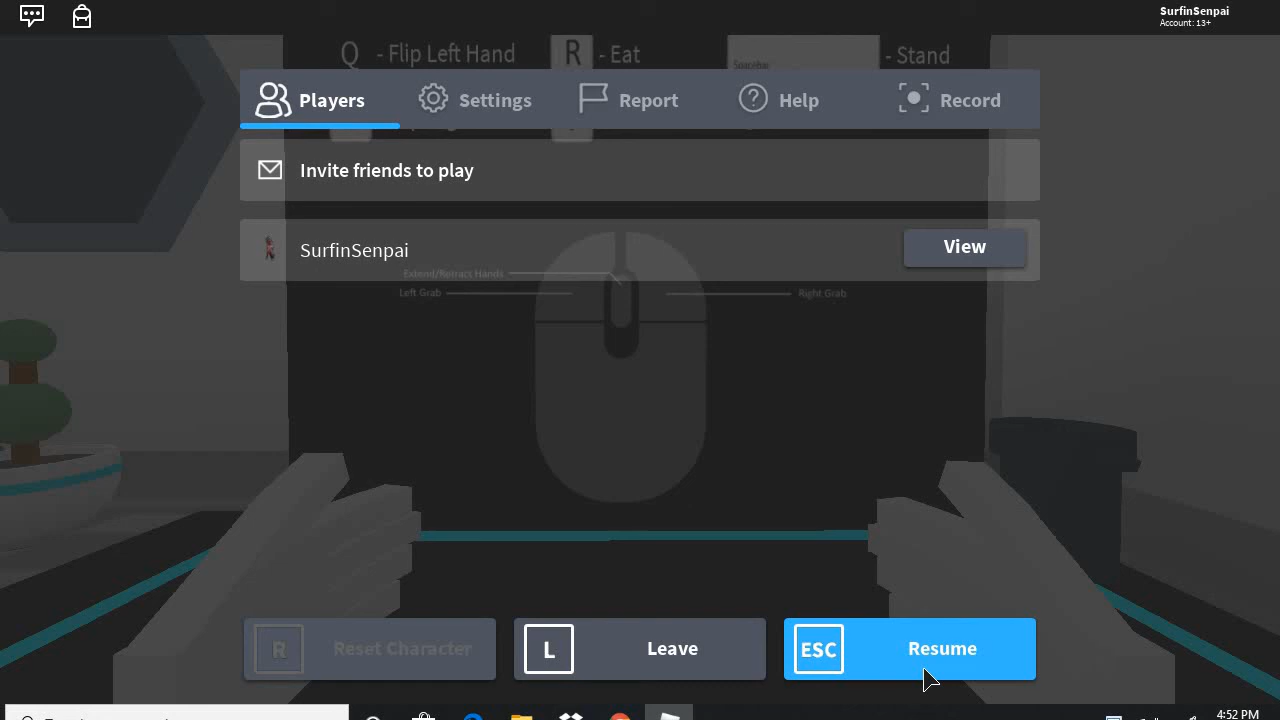 SurfinSenpai
Account: 13+
Q - Flip Left Hand R - Eat Spacebar - Stand
Players Settings Report Help Record
Invite friends to play
SurfinSenpai View
Extend/Retract Hands
Left Grab Right Grab
R Reset Character L Leave ESC Resume
4:52 PM